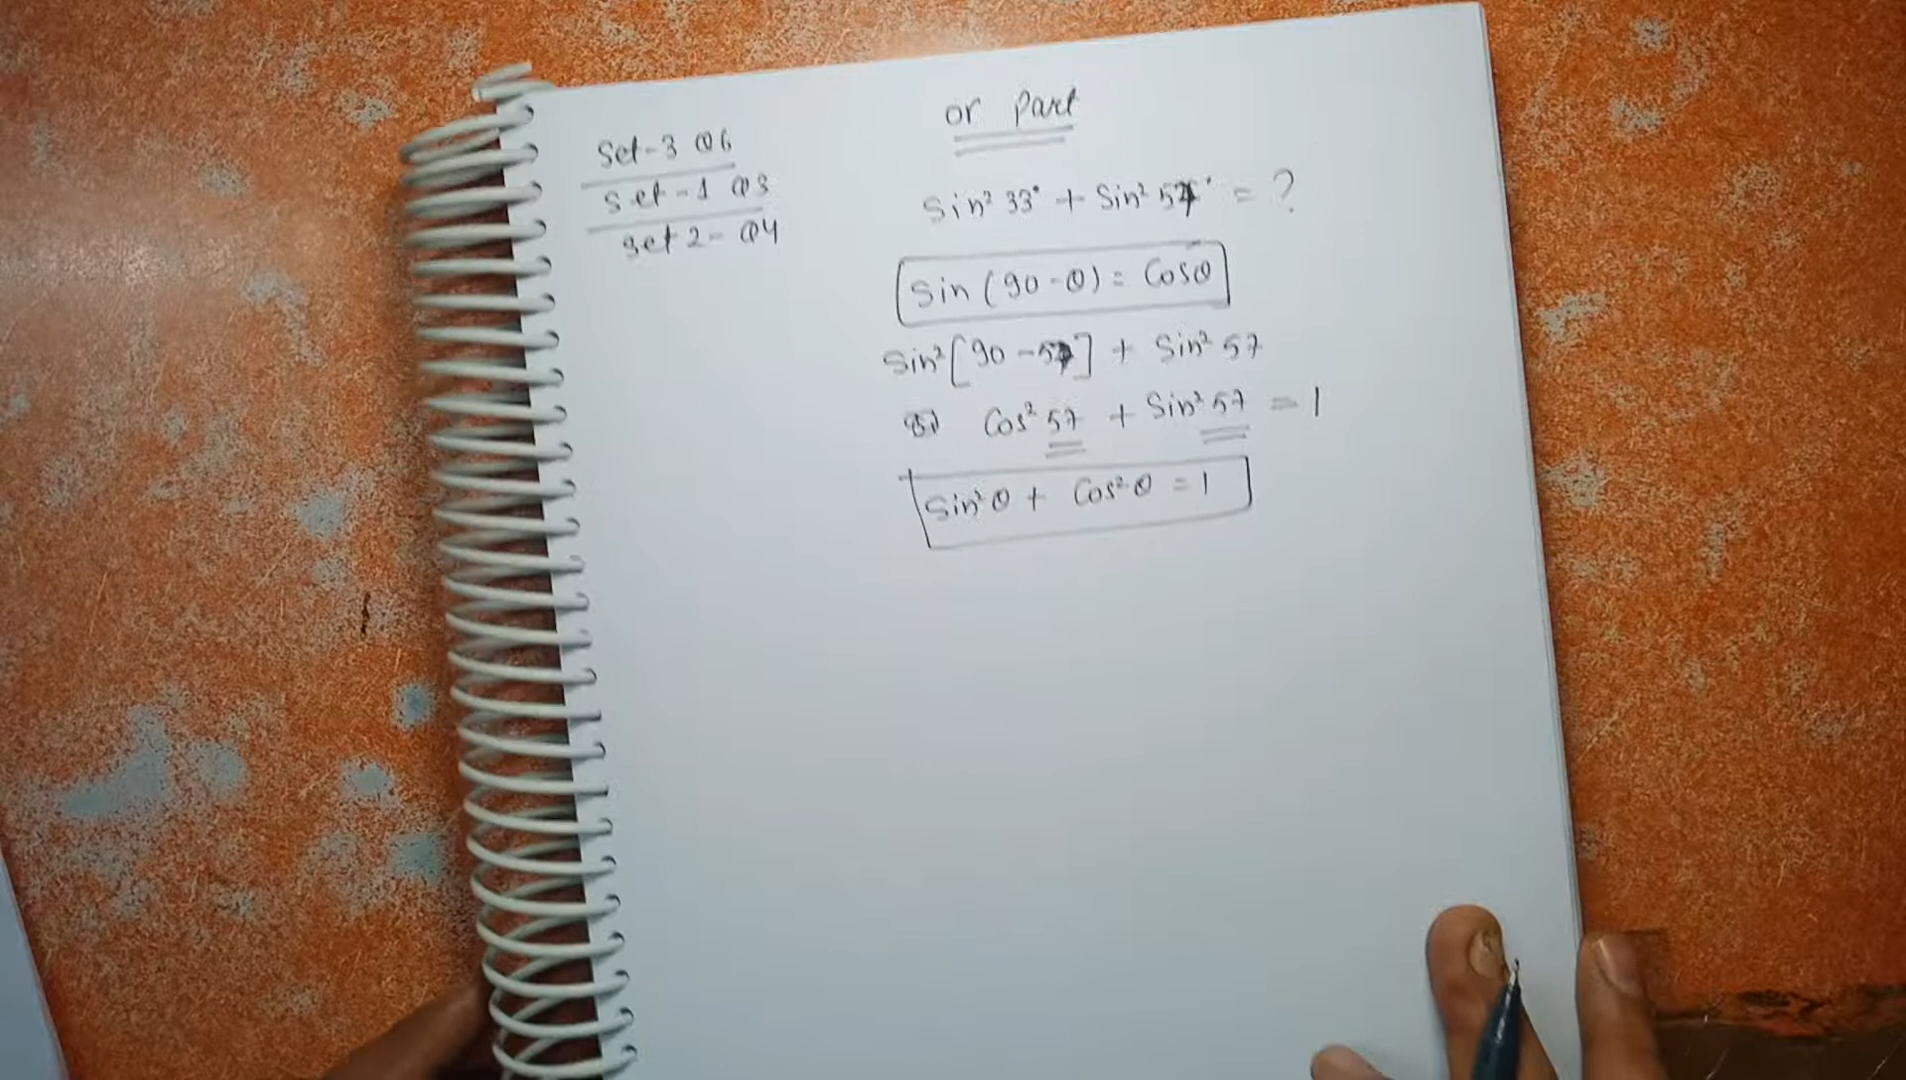 Set-3 Q6
Set-1 Q3
Set 2- Q4
or Part
Sin² 33° + Sin² 57° = ?
Sin (90-θ) = Cosθ
Sin² [90-57] + Sin² 57
Cos² 57 + Sin² 57 = 1
Sin²θ + Cos²θ = 1